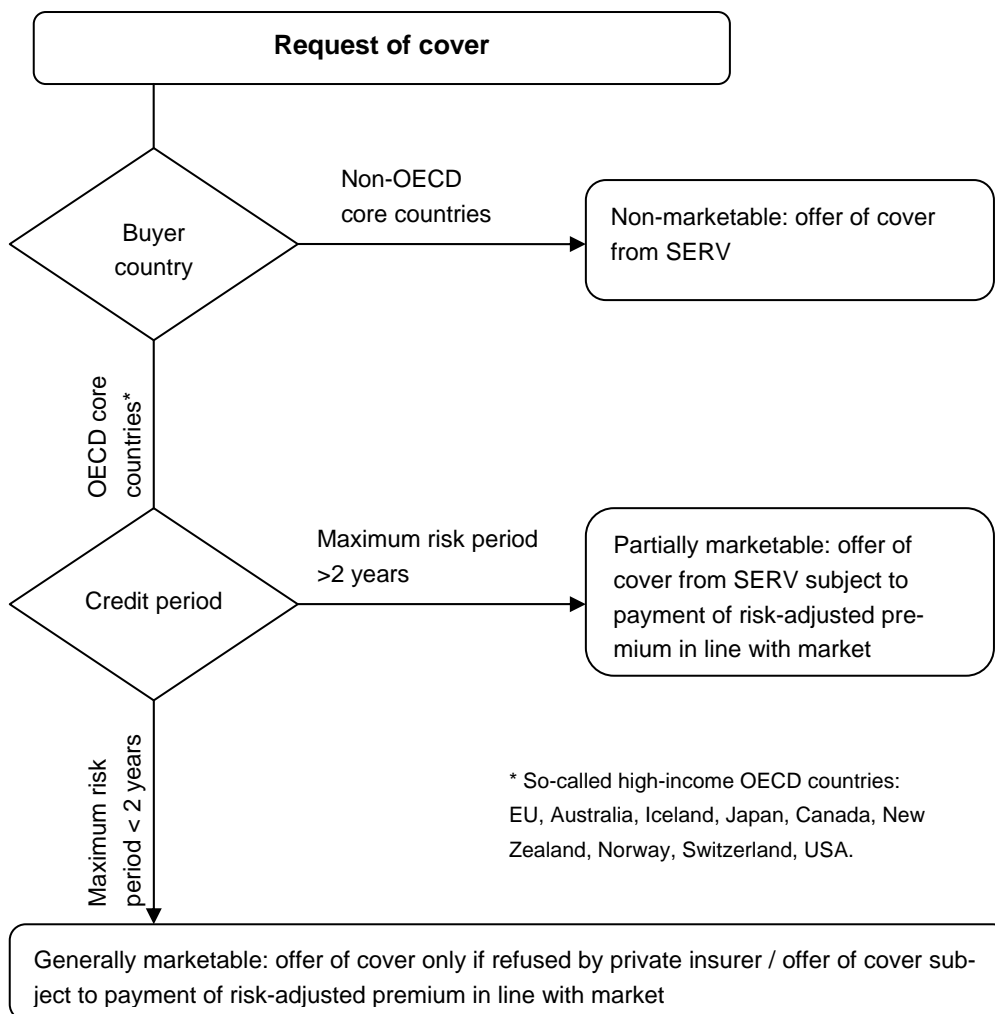 Request of cover
Non-OECD
core countries
Buyer
country
Non-marketable: offer of cover
from SERV
OECD core
countries*
Maximum risk period
>2 years
Credit period
Partially marketable: offer of
cover from SERV subject to
payment of risk-adjusted pre-
mium in line with market
Maximum risk
period < 2 years
* So-called high-income OECD countries:
EU, Australia, Iceland, Japan, Canada, New
Zealand, Norway, Switzerland, USA.
Generally marketable: offer of cover only if refused by private insurer / offer of cover sub-
ject to payment of risk-adjusted premium in line with market